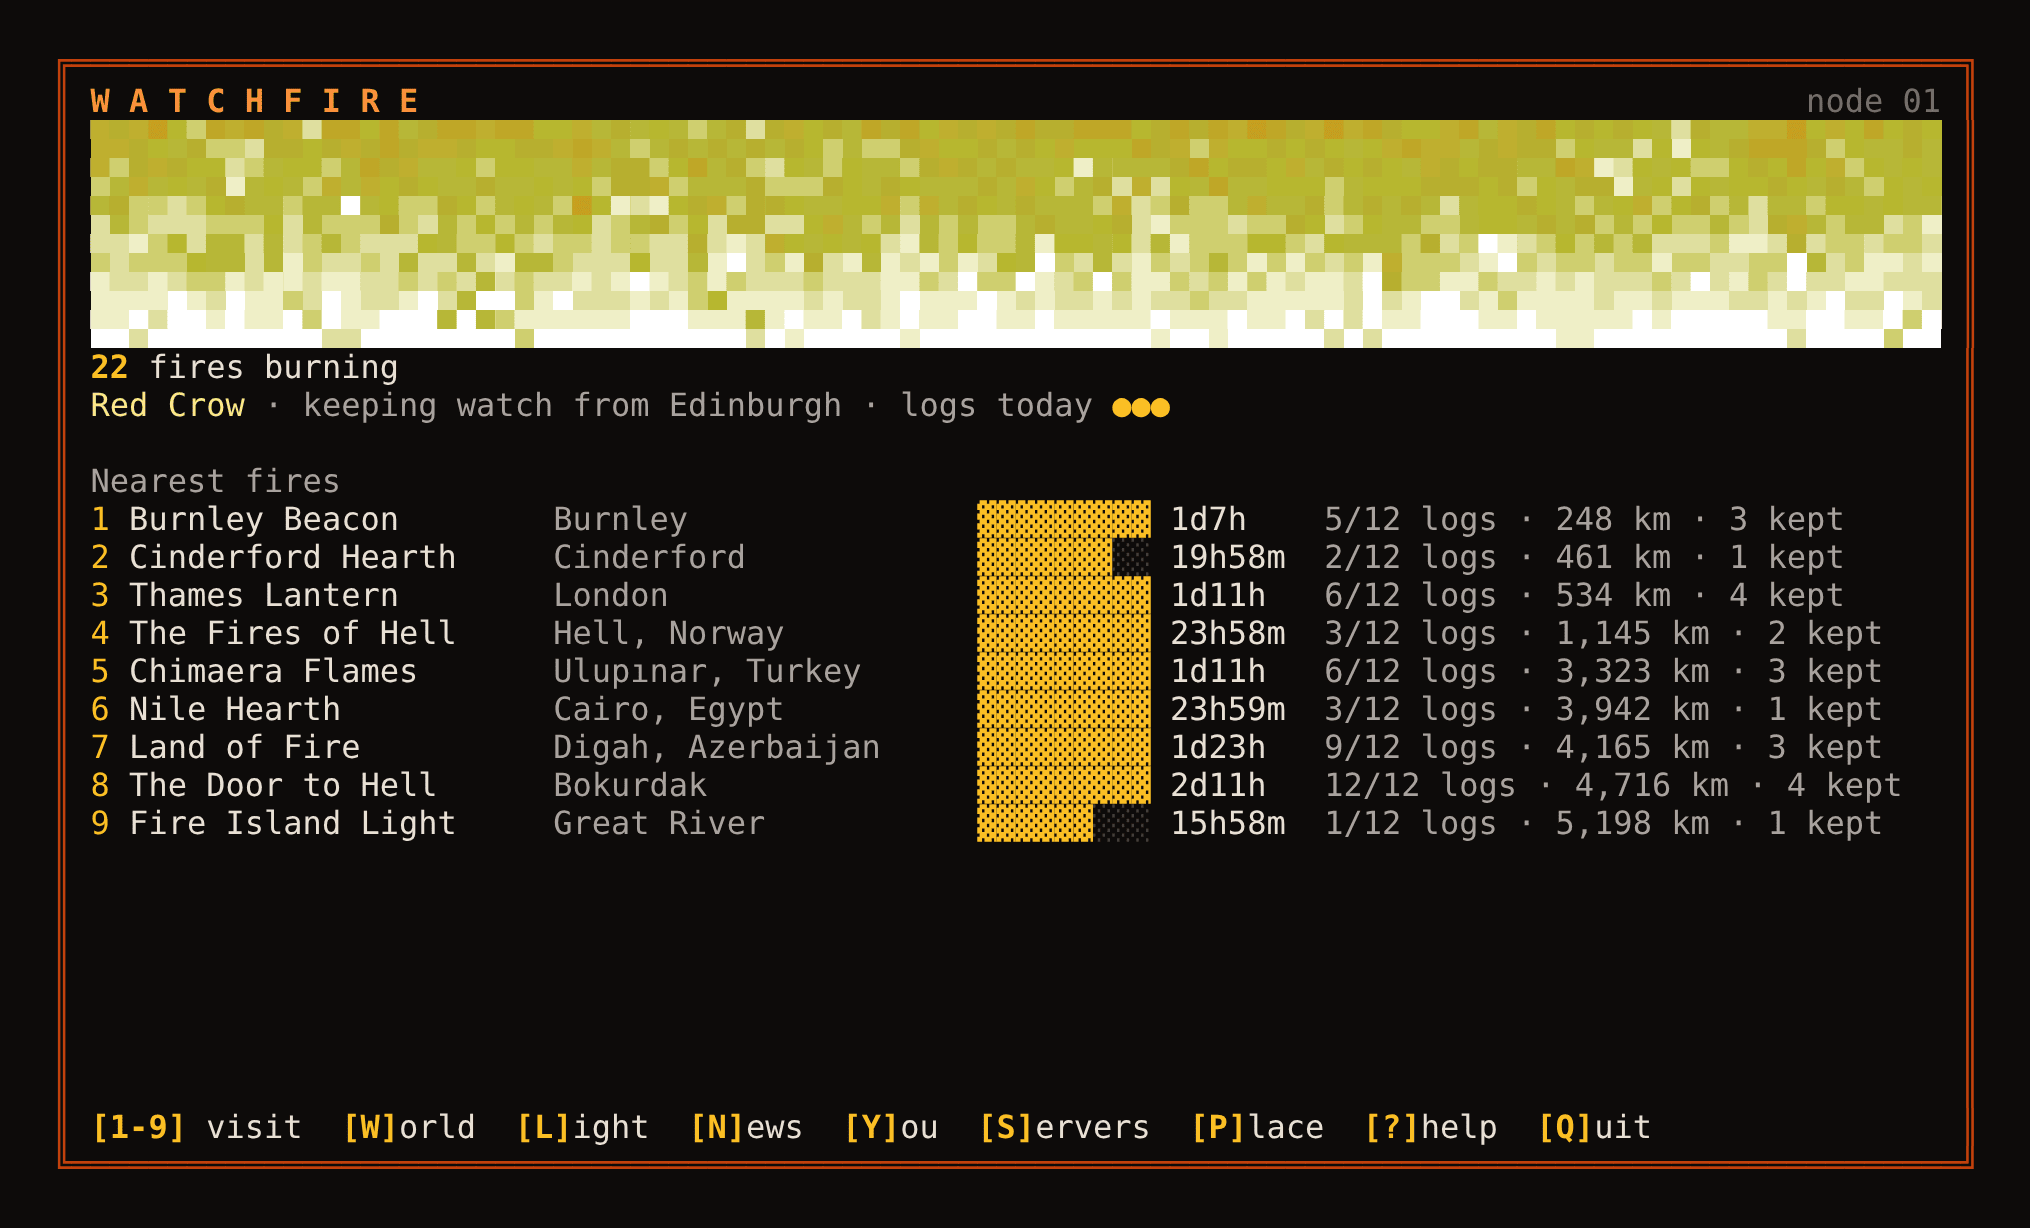 WATCHFIRE node 01
22 fires burning
Red Crow · keeping watch from Edinburgh · logs today ●●●
Nearest fires
1 Burnley Beacon Burnley 1d7h 5/12 logs · 248 km · 3 kept
2 Cinderford Hearth Cinderford 19h58m 2/12 logs · 461 km · 1 kept
3 Thames Lantern London 1d11h 6/12 logs · 534 km · 4 kept
4 The Fires of Hell Hell, Norway 23h58m 3/12 logs · 1,145 km · 2 kept
5 Chimaera Flames Ulupınar, Turkey 1d11h 6/12 logs · 3,323 km · 3 kept
6 Nile Hearth Cairo, Egypt 23h59m 3/12 logs · 3,942 km · 1 kept
7 Land of Fire Digah, Azerbaijan 1d23h 9/12 logs · 4,165 km · 3 kept
8 The Door to Hell Bokurdak 2d11h 12/12 logs · 4,716 km · 4 kept
9 Fire Island Light Great River 15h58m 1/12 logs · 5,198 km · 1 kept
[1-9] visit [W]orld [L]ight [N]ews [Y]ou [S]ervers [P]lace [?]help [Q]uit